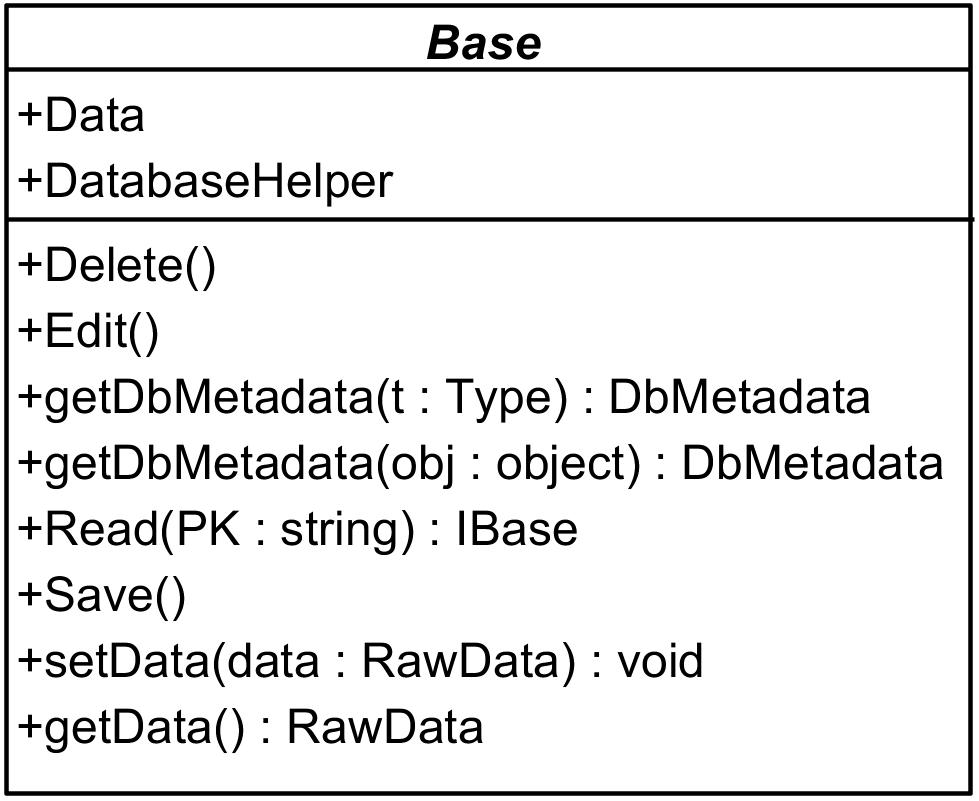 Base
+Data
+DatabaseHelper
+Delete()
+Edit()
+getDbMetadata(t : Type) : DbMetadata
+getDbMetadata(obj : object) : DbMetadata
+Read(PK : string) : IBase
+Save()
+setData(data : RawData) : void
+getData() : RawData